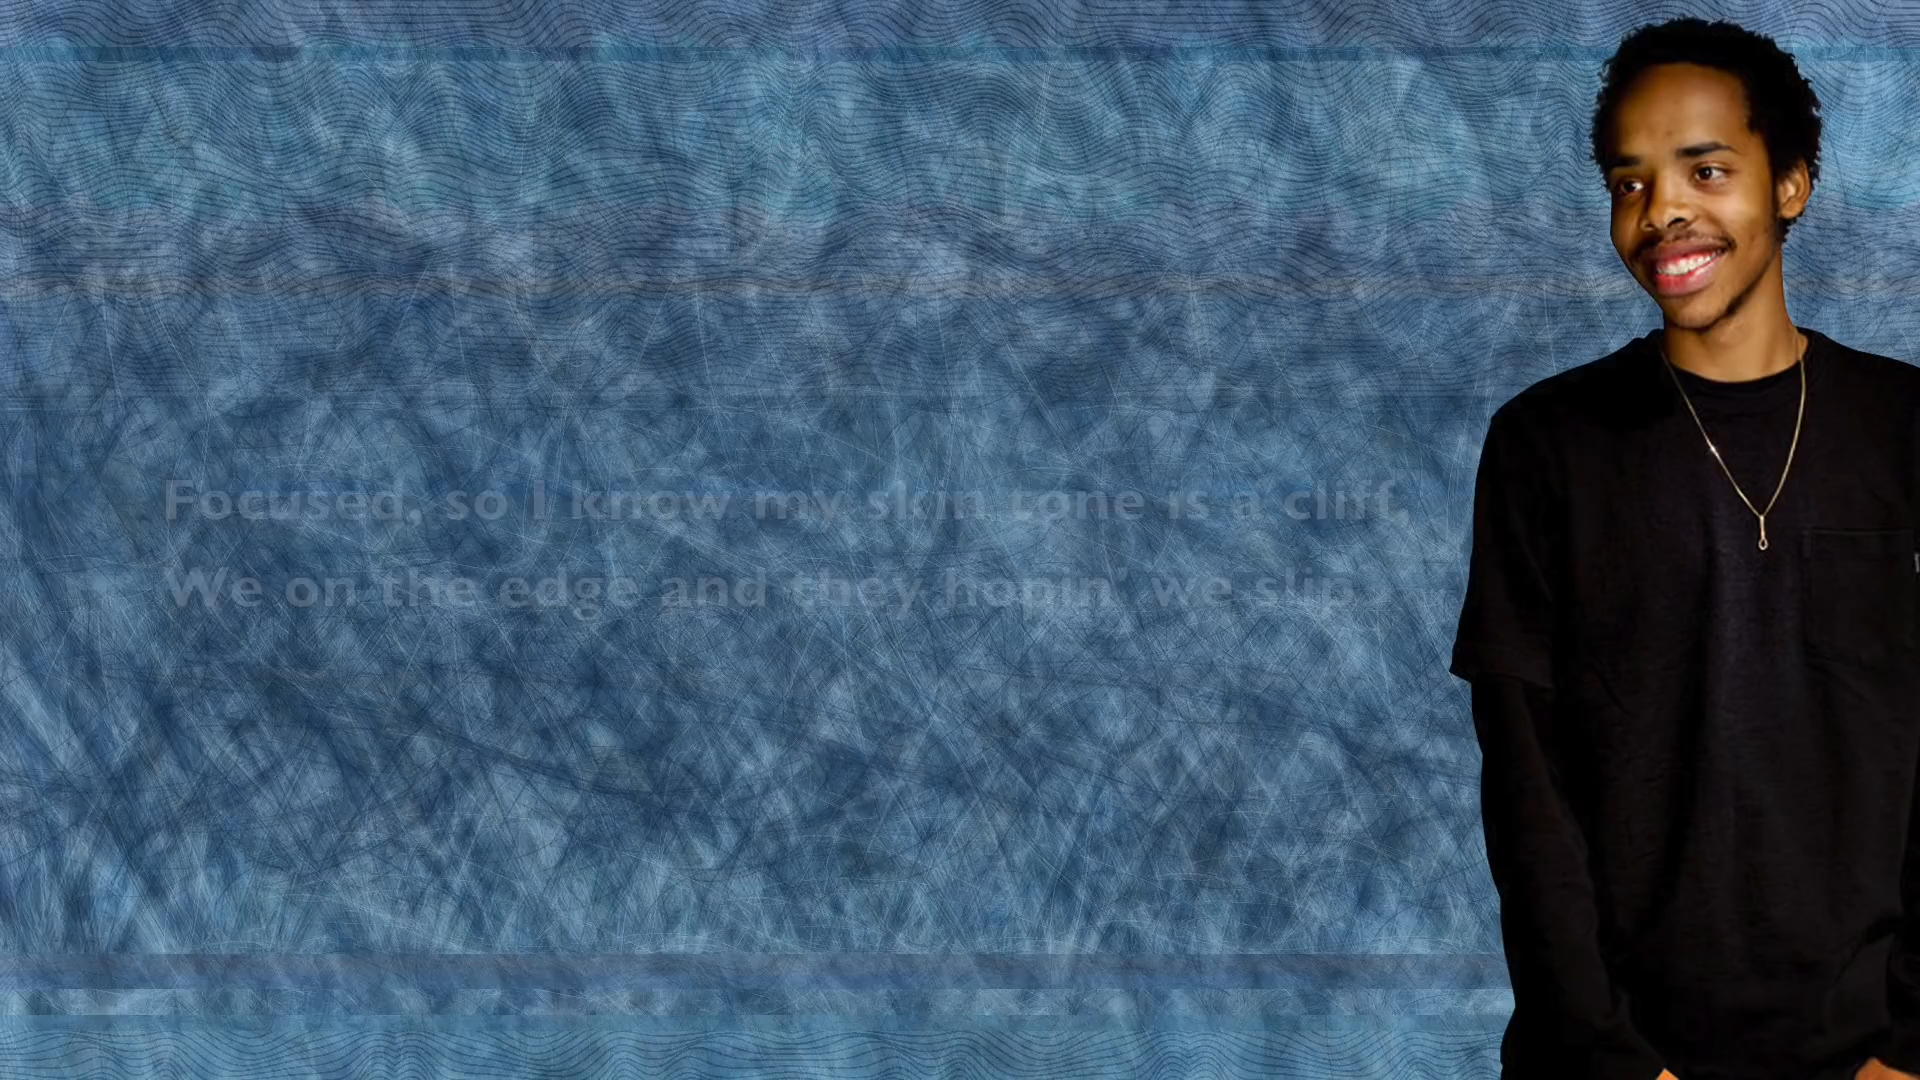 Focused, so I know my skin tone is a cliff,
We on the edge and they hopin' we slip